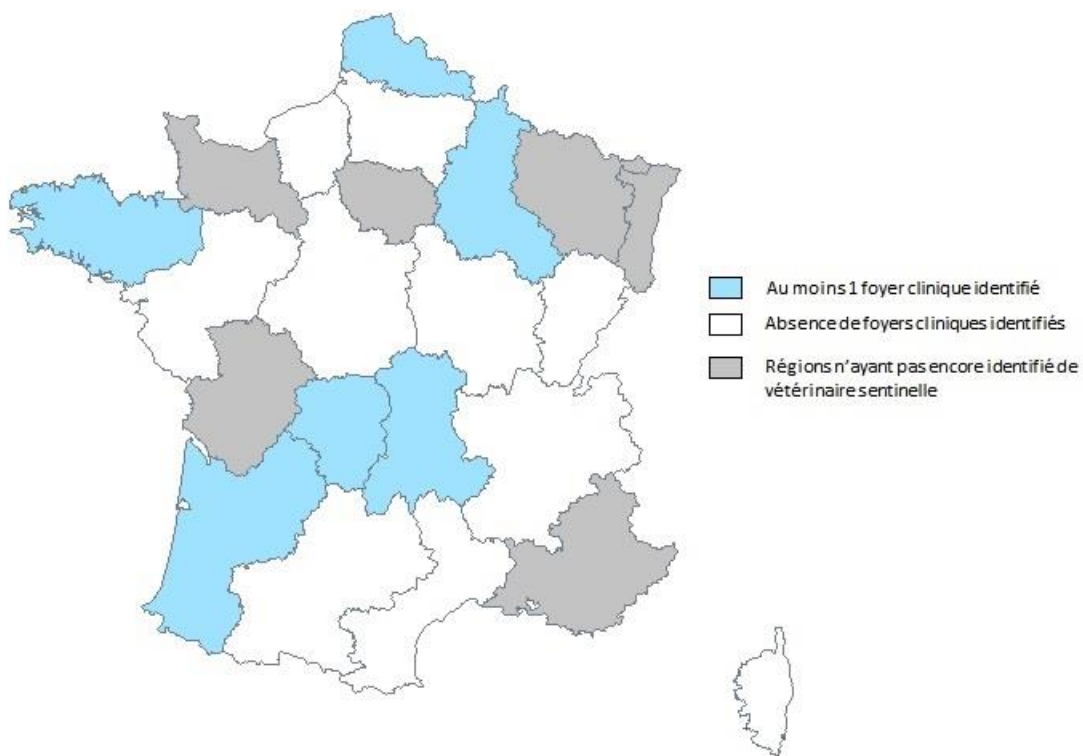 Au moins 1 foyer clinique identifié
Absence de foyers cliniques identifiés
Régions n'ayant pas encore identifié de
vétérinaire sentinelle